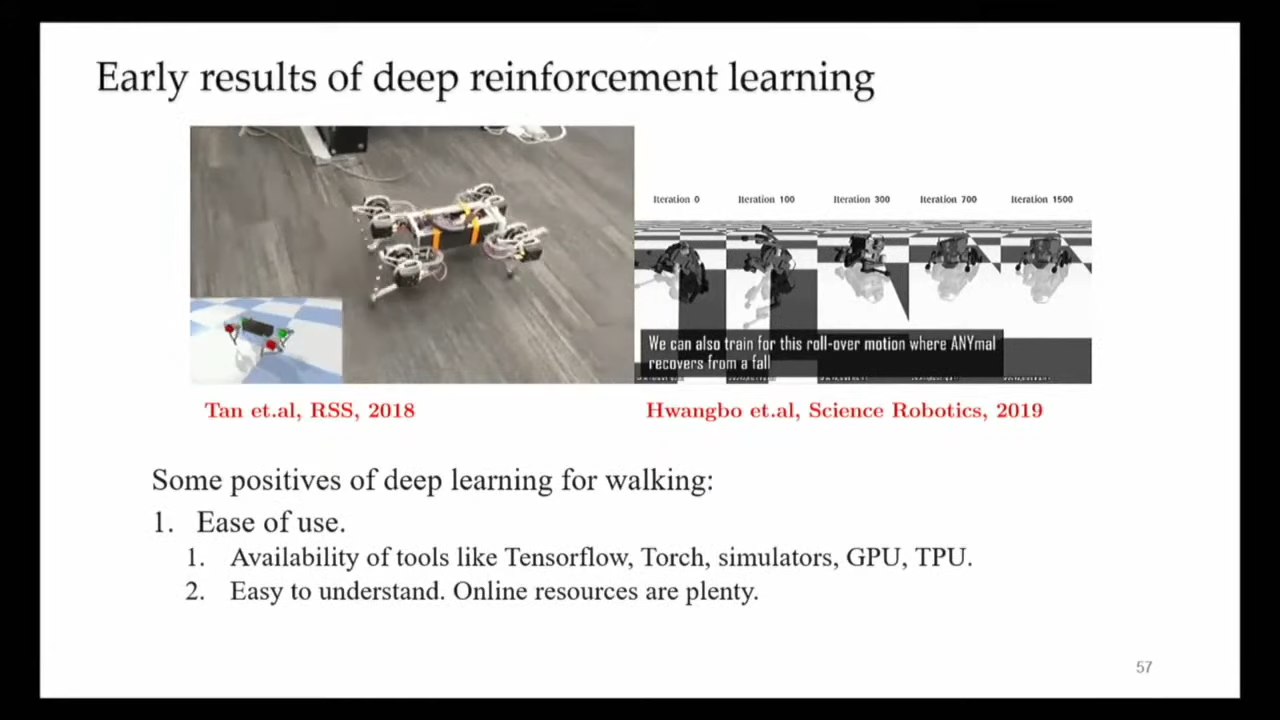 Early results of deep reinforcement learning
Iteration 0
Iteration 100
Iteration 300
Iteration 700
Iteration 1500
We can also train for this roll-over motion where ANYmal
recovers from a fall
Tan et.al, RSS, 2018
Hwangbo et.al, Science Robotics, 2019
Some positives of deep learning for walking:
1. Ease of use.
1. Availability of tools like Tensorflow, Torch, simulators, GPU, TPU.
2. Easy to understand. Online resources are plenty.
57